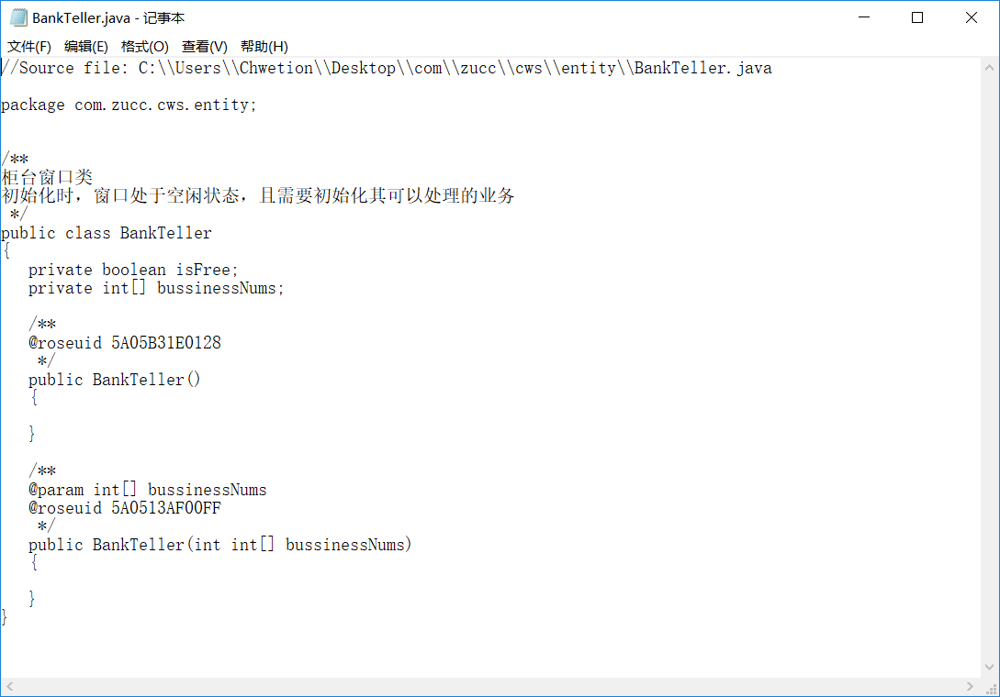 BankTeller.java - 记事本
文件(F) 编辑(E) 格式(O) 查看(V) 帮助(H)
//Source file: C:\\Users\\Chwetion\\Desktop\\com\\zucc\\cws\\entity\\BankTeller.java
package com.zucc.cws.entity;
/**
柜台窗口类
初始化时，窗口处于空闲状态，且需要初始化其可以处理的业务
*/
public class BankTeller
{
private boolean isFree;
private int[] bussinessNums;
/**
@roseuid 5A05B31E0128
*/
public BankTeller()
{
}
/**
@param int[] bussinessNums
@roseuid 5A0513AF00FF
*/
public BankTeller(int int[] bussinessNums)
{
}
}